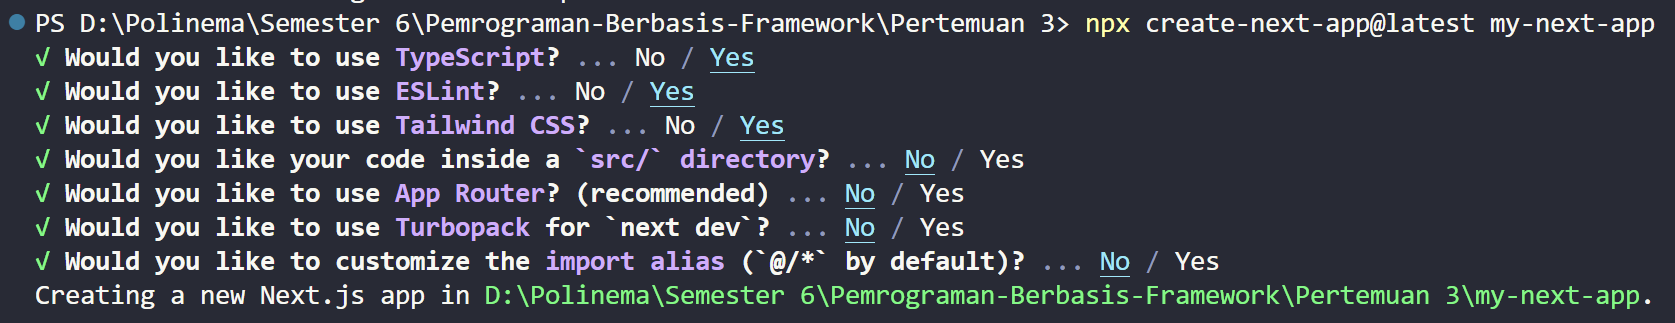 PS D:\Polinema\Semester 6\Pemrograman-Berbasis-Framework\Pertemuan 3> npx create-next-app@latest my-next-app
√ Would you like to use TypeScript? ... No / Yes
√ Would you like to use ESLint? ... No / Yes
√ Would you like to use Tailwind CSS? ... No / Yes
√ Would you like your code inside a `src/` directory? ... No / Yes
√ Would you like to use App Router? (recommended) ... No / Yes
√ Would you like to use Turbopack for `next dev`? ... No / Yes
√ Would you like to customize the import alias (`@/*` by default)? ... No / Yes
Creating a new Next.js app in D:\Polinema\Semester 6\Pemrograman-Berbasis-Framework\Pertemuan 3\my-next-app.